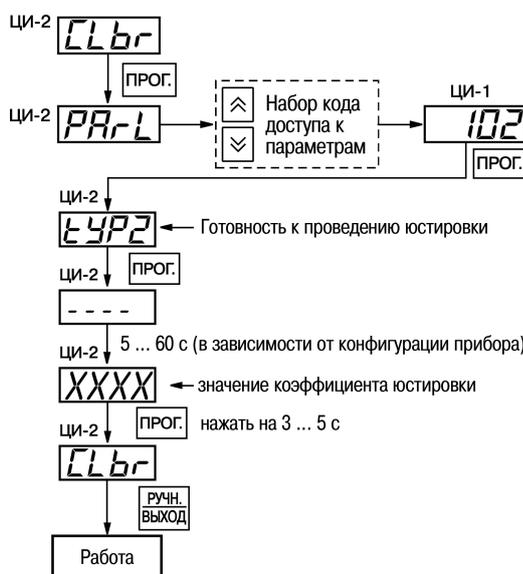 ЦИ-2
CLbr
ПРОГ.
ЦИ-2
PArL
Набор кода
доступа к
параметрам
ЦИ-1
102
ПРОГ.
ЦИ-2
tYP2
Готовность к проведению юстировки
ПРОГ.
ЦИ-2
----
5 ... 60 с (в зависимости от конфигурации прибора)
ЦИ-2
XXXX
значение коэффициента юстировки
ПРОГ.
нажать на 3 ... 5 с
ЦИ-2
CLbr
РУЧН.
ВЫХОД
Работа